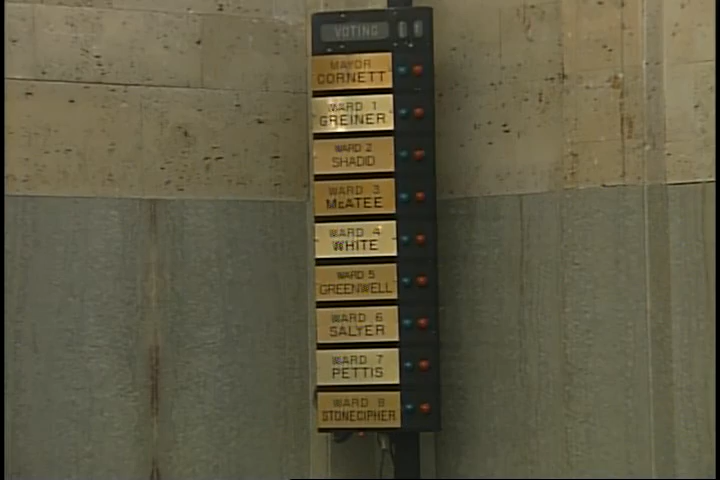 VOTING
MAYOR
CORNETT
WARD 1
GREINER
WARD 2
SHADID
WARD 3
McATEE
WARD 4
WHITE
WARD 5
GREENWELL
WARD 6
SALYER
WARD 7
PETTIS
WARD 8
STONECIPHER